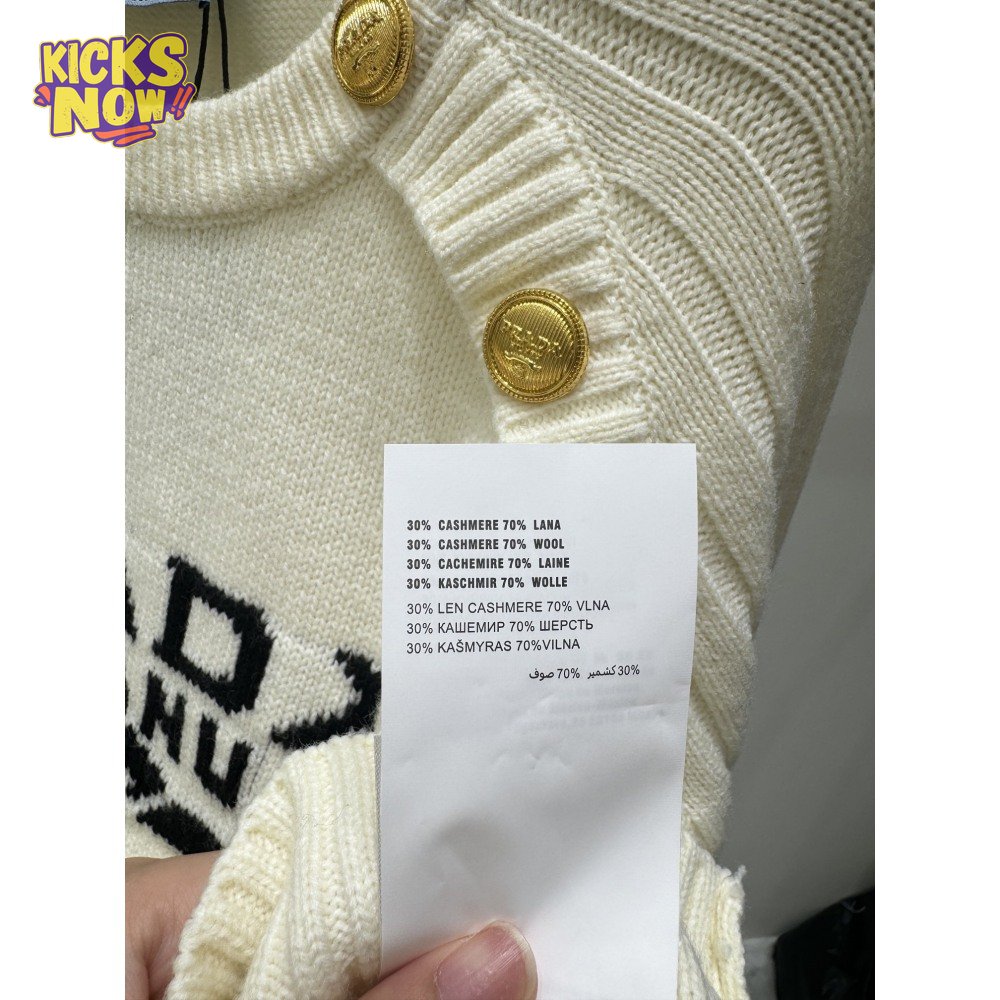 KICKS
NOW!!
PRADA
30% CASHMERE 70% LANA
30% CASHMERE 70% WOOL
30% CACHEMIRE 70% LAINE
30% KASCHMIR 70% WOLLE
30% LEN CASHMERE 70% VLNA
30% КАШЕМИР 70% ШЕРСТЬ
30% KAŠMYRAS 70%VILNA
30% كشمير 70% صوف